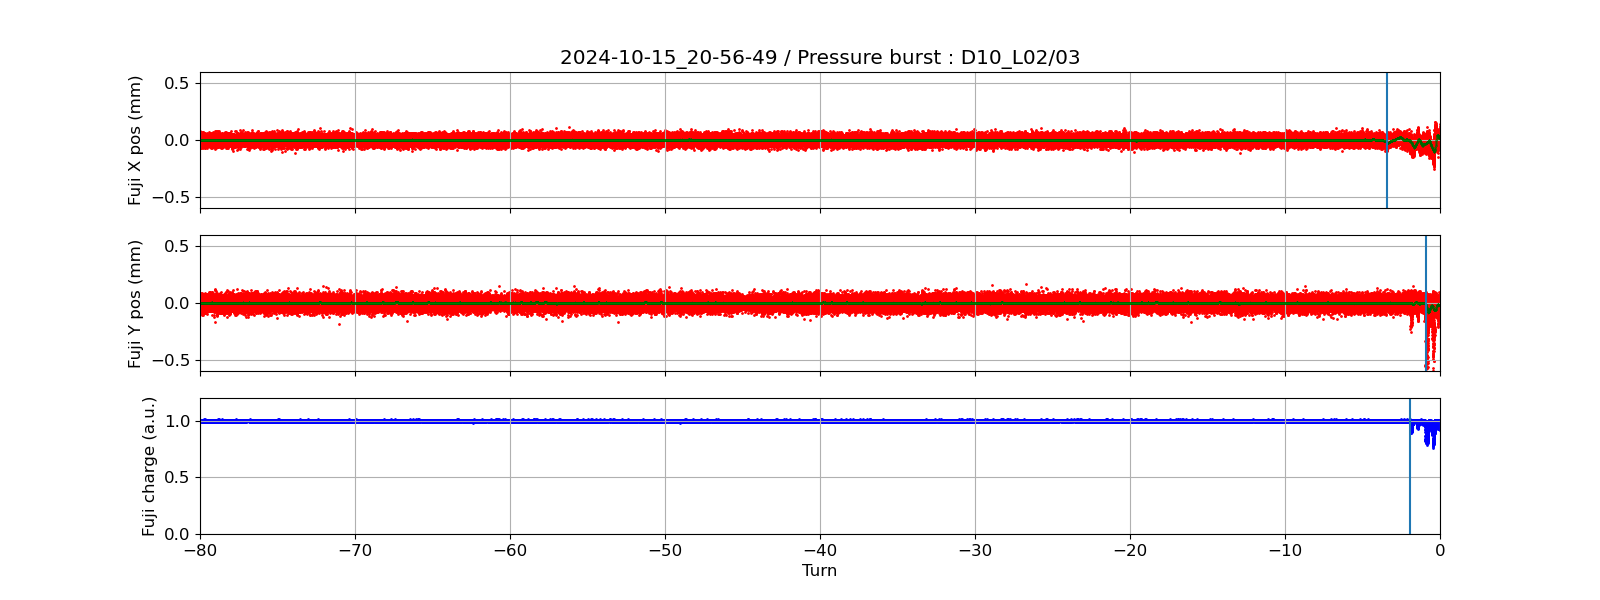 2024-10-15_20-56-49 / Pressure burst : D10_L02/03
Fuji X pos (mm)
0.5
0.0
−0.5
Fuji Y pos (mm)
0.5
0.0
−0.5
Fuji charge (a.u.)
1.0
0.5
0.0
−80 −70 −60 −50 −40 −30 −20 −10 0
Turn